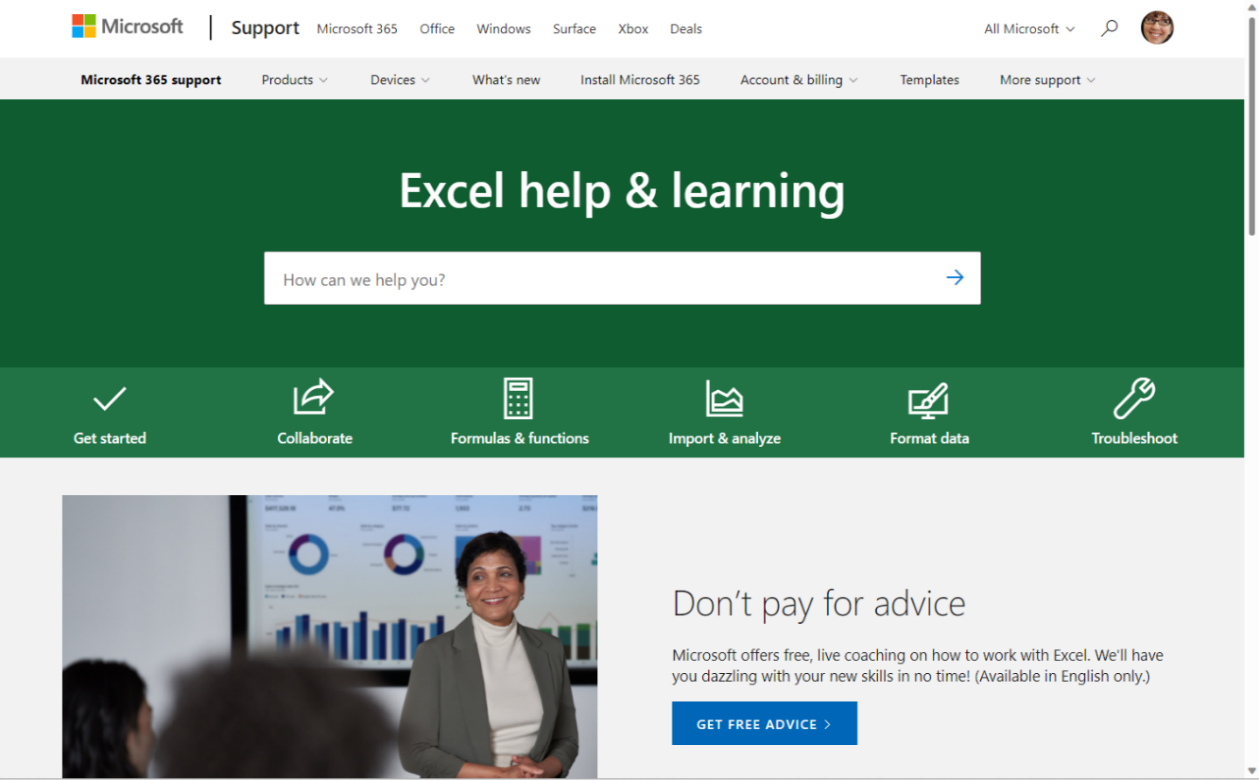 Microsoft | Support Microsoft 365 Office Windows Surface Xbox Deals All Microsoft
Microsoft 365 support Products Devices What's new Install Microsoft 365 Account & billing Templates More support
Excel help & learning
How can we help you?
Get started Collaborate Formulas & functions Import & analyze Format data Troubleshoot
Don't pay for advice
Microsoft offers free, live coaching on how to work with Excel. We'll have
you dazzling with your new skills in no time! (Available in English only.)
GET FREE ADVICE >